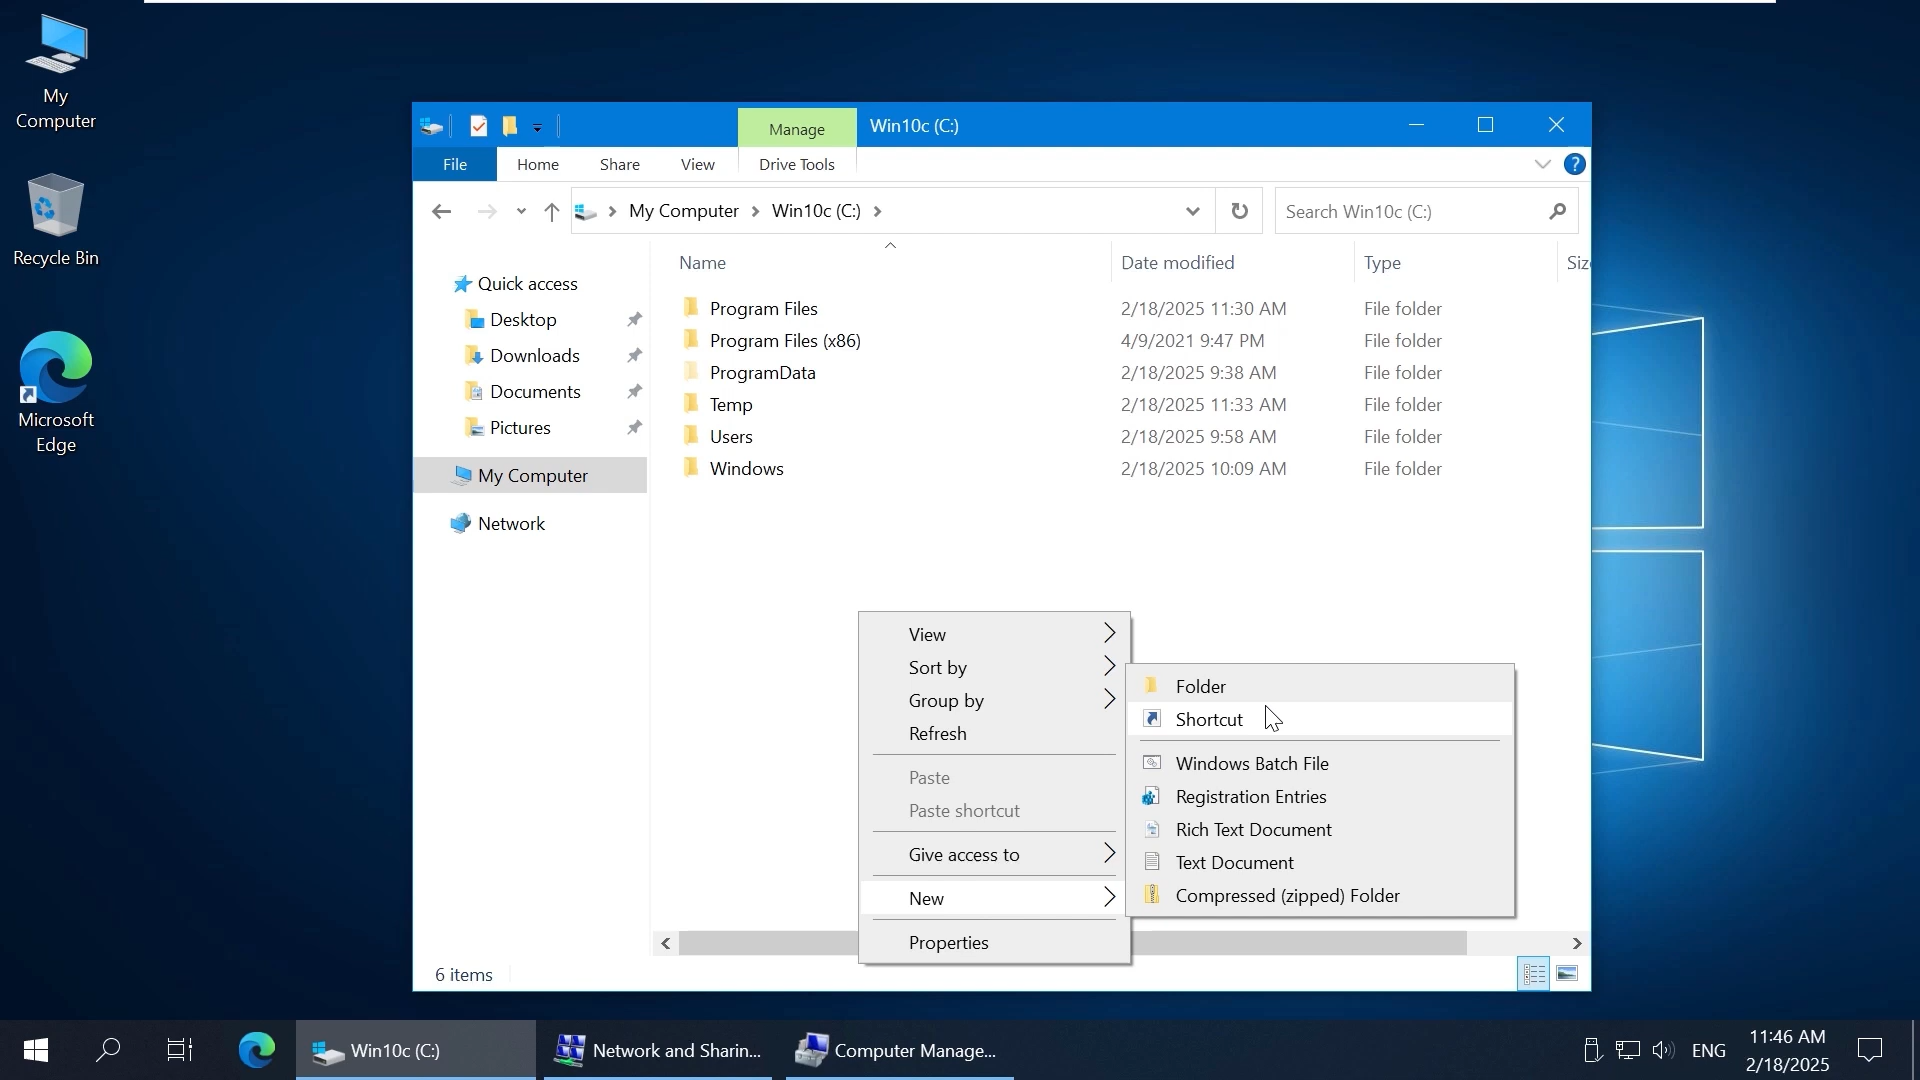 My
Computer
Recycle Bin
Microsoft
Edge
Manage
Win10c (C:)
File
Home
Share
View
Drive Tools
?
My Computer
Win10c (C:)
Search Win10c (C:)
Name
Date modified
Type
Siz
Quick access
Desktop
Downloads
Documents
Pictures
My Computer
Network
Program Files 2/18/2025 11:30 AM File folder
Program Files (x86) 4/9/2021 9:47 PM File folder
ProgramData 2/18/2025 9:38 AM File folder
Temp 2/18/2025 11:33 AM File folder
Users 2/18/2025 9:58 AM File folder
Windows 2/18/2025 10:09 AM File folder
View
Sort by
Group by
Refresh
Paste
Paste shortcut
Give access to
New
Properties
Folder
Shortcut
Windows Batch File
Registration Entries
Rich Text Document
Text Document
Compressed (zipped) Folder
6 items
Win10c (C:)
Network and Sharin...
Computer Manage...
ENG
11:46 AM
2/18/2025